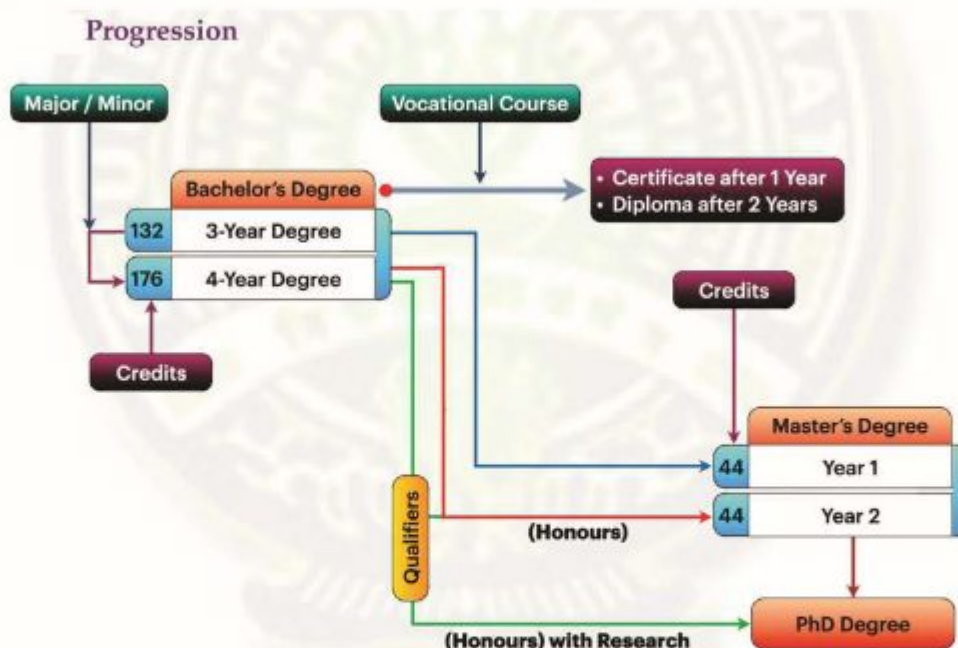 Progression
Major / Minor
Vocational Course
Bachelor's Degree
• Certificate after 1 Year
• Diploma after 2 Years
132
3-Year Degree
176
4-Year Degree
Credits
Credits
Master's Degree
44
Year 1
44
Year 2
Qualifiers
(Honours)
(Honours) with Research
PhD Degree